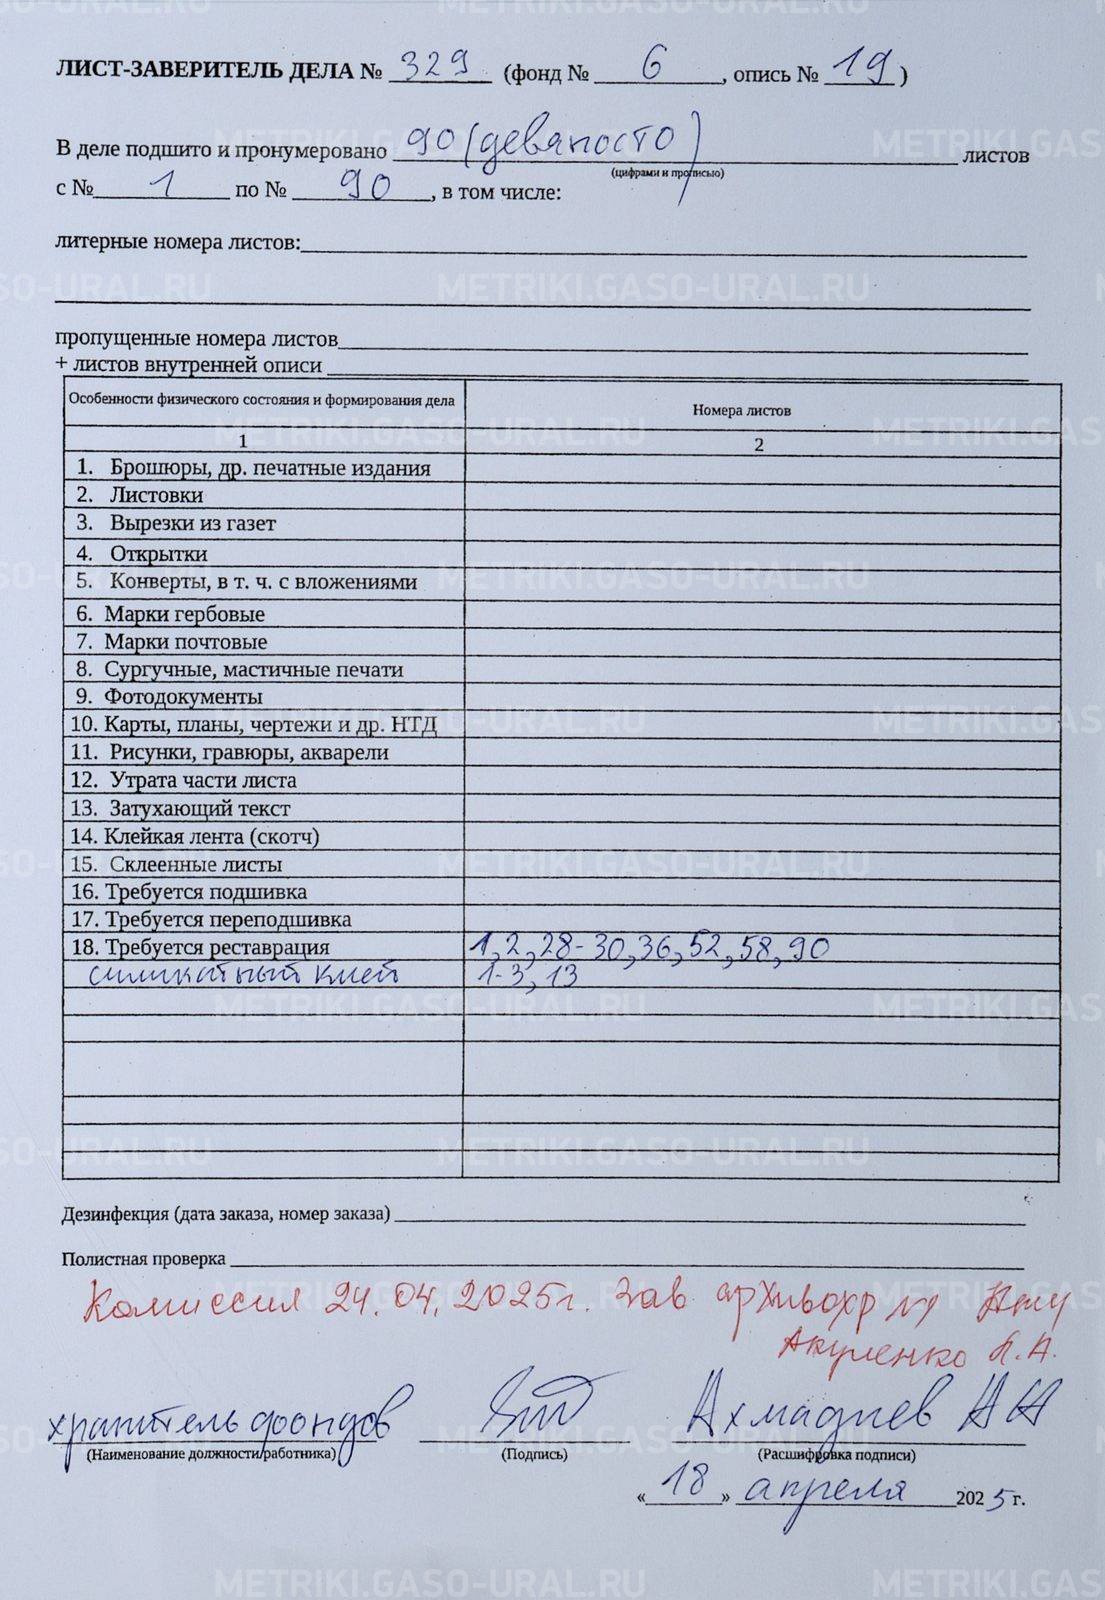 ЛИСТ-ЗАВЕРИТЕЛЬ ДЕЛА № 329 (фонд № 6, опись № 19)
В деле подшито и пронумеровано 90 (девяносто) листов
(цифрами и прописью)
с № 1 по № 90, в том числе:
литерные номера листов:
пропущенные номера листов
+ листов внутренней описи
Особенности физического состояния и формирования дела Номера листов
1 2
1. Брошюры, др. печатные издания
2. Листовки
3. Вырезки из газет
4. Открытки
5. Конверты, в т. ч. с вложениями
6. Марки гербовые
7. Марки почтовые
8. Сургучные, мастичные печати
9. Фотодокументы
10. Карты, планы, чертежи и др. НТД
11. Рисунки, гравюры, акварели
12. Утрата части листа
13. Затухающий текст
14. Клейкая лента (скотч)
15. Склеенные листы
16. Требуется подшивка
17. Требуется переподшивка
18. Требуется реставрация 1, 2, 28-30, 36, 52, 58, 90
силикатный клей 1-3, 13
Дезинфекция (дата заказа, номер заказа)
Полистная проверка
Комиссия 24.04.2025г. Зав архивохр
Акуленко
хранитель фондов Ахмадиев АА
(Наименование должности/работника) (Подпись) (Расшифровка подписи)
«18» апреля 2025 г.
METRIKI.GASO-URAL.RU